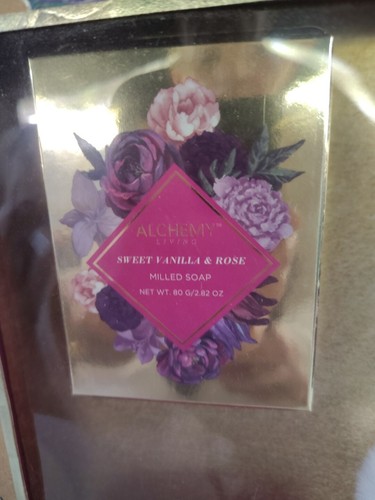 ALCHEMY™
LIVING
SWEET VANILLA & ROSE
MILLED SOAP
NET WT. 80 G/2.82 OZ